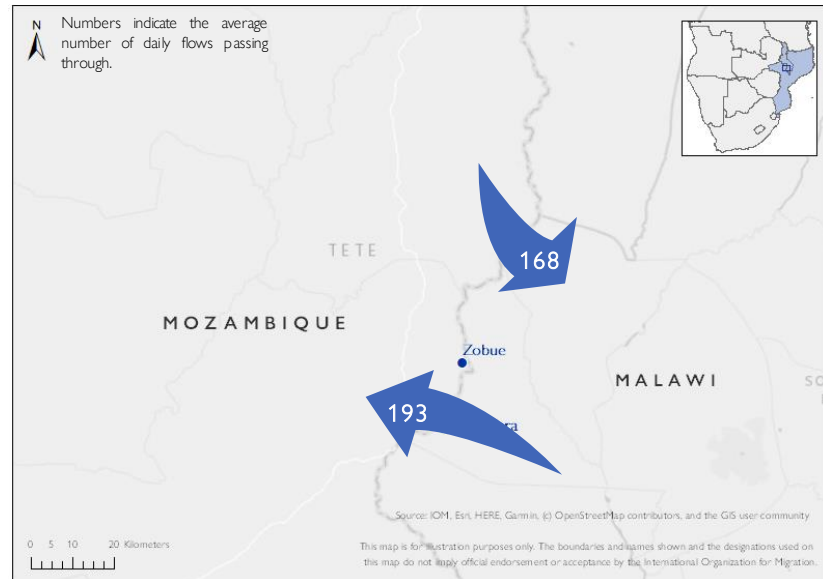 N
Numbers indicate the average
number of daily flows passing
through.
168
TETE
MOZAMBIQUE
Zobue
MALAWI
193
Source: IOM, Esri, HERE, Garmin, (c) OpenStreetMap contributors, and the GIS user community
0 5 10 20 Kilometers
This map is for illustration purposes only. The boundaries and names shown and the designations used on
this map do not imply official endorsement or acceptance by the International Organization for Migration.